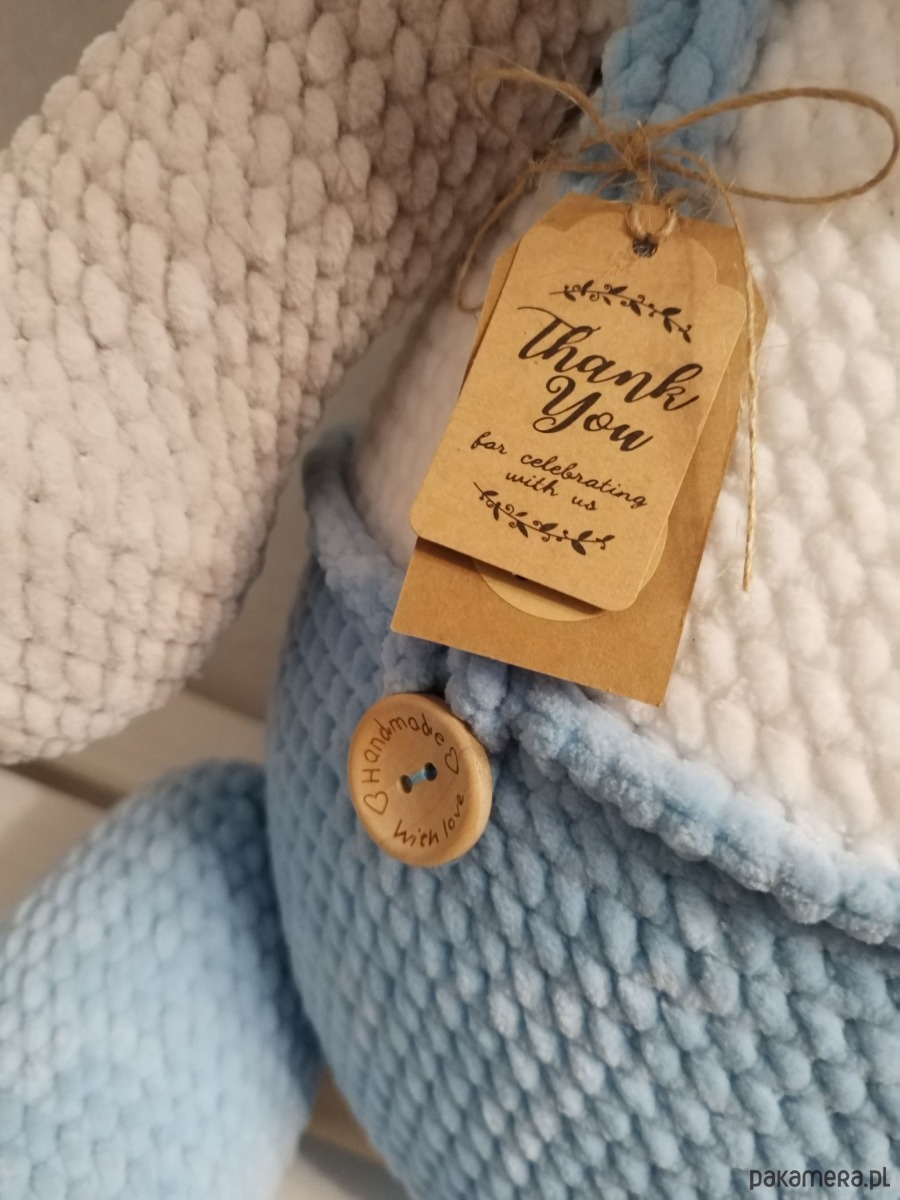 Thank
You
for celebrating
with us
Handmade
With love
pakamera.pl